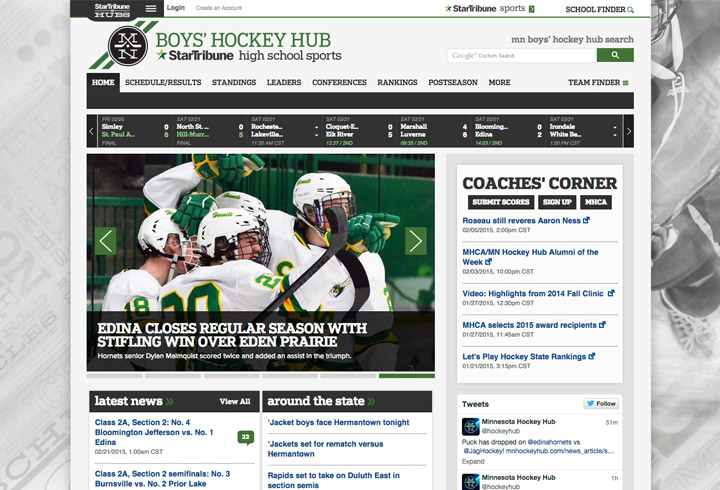 StarTribune
HUBS
Login
Create an Account
StarTribune sports
SCHOOL FINDER
MN
BOYS' HOCKEY HUB
StarTribune high school sports
mn boys' hockey hub search
Google™ Custom Search
HOME SCHEDULE/RESULTS STANDINGS LEADERS CONFERENCES RANKINGS POSTSEASON MORE TEAM FINDER
FRI 02/20
Simley 0
St. Paul A... 6
FINAL
SAT 02/21
North St. ... 0
Hill-Murr... 5
FINAL
SAT 02/21
Rochesta... -
Lakeville... -
11:30 AM CST
SAT 02/21
Cloquet-E... 0
Elk River 5
12:27 / 2ND
SAT 02/21
Marshall 4
Luverne 6
09:35 / 2ND
SAT 02/21
Blooming... 0
Edina 2
14:03 / 2ND
SAT 02/21
Irondale -
White Be... -
1:00 PM CST
Hornets
18
20
2
C
EDINA CLOSES REGULAR SEASON WITH
STIFLING WIN OVER EDEN PRAIRIE
Hornets senior Dylan Malmquist scored twice and added an assist in the triumph.
COACHES' CORNER
SUBMIT SCORES SIGN UP MHCA
Roseau still reveres Aaron Ness
02/05/2015, 2:00pm CST
MHCA/MN Hockey Hub Alumni of the
Week
02/03/2015, 10:00pm CST
Video: Highlights from 2014 Fall Clinic
01/27/2015, 12:30pm CST
MHCA selects 2015 award recipients
01/27/2015, 11:45am CST
Let's Play Hockey State Rankings
01/21/2015, 3:15pm CST
latest news »
View All
Class 2A, Section 2: No. 4
Bloomington Jefferson vs. No. 1
Edina
02/21/2015, 1:00am CST
22
Class 2A, Section 2 semifinals: No. 3
Burnsville vs. No. 2 Prior Lake
around the state »
'Jacket boys face Hermantown tonight
'Jackets set for rematch versus
Hermantown
Rapids set to take on Duluth East in
section semis
Tweets
Follow
Minnesota Hockey Hub 51m
@hockeyhub
Puck has dropped on @edinahornets vs
@JagHockey! mnhockeyhub.com/news_article/s...
Expand
Minnesota Hockey Hub 1h
@hockeyhub